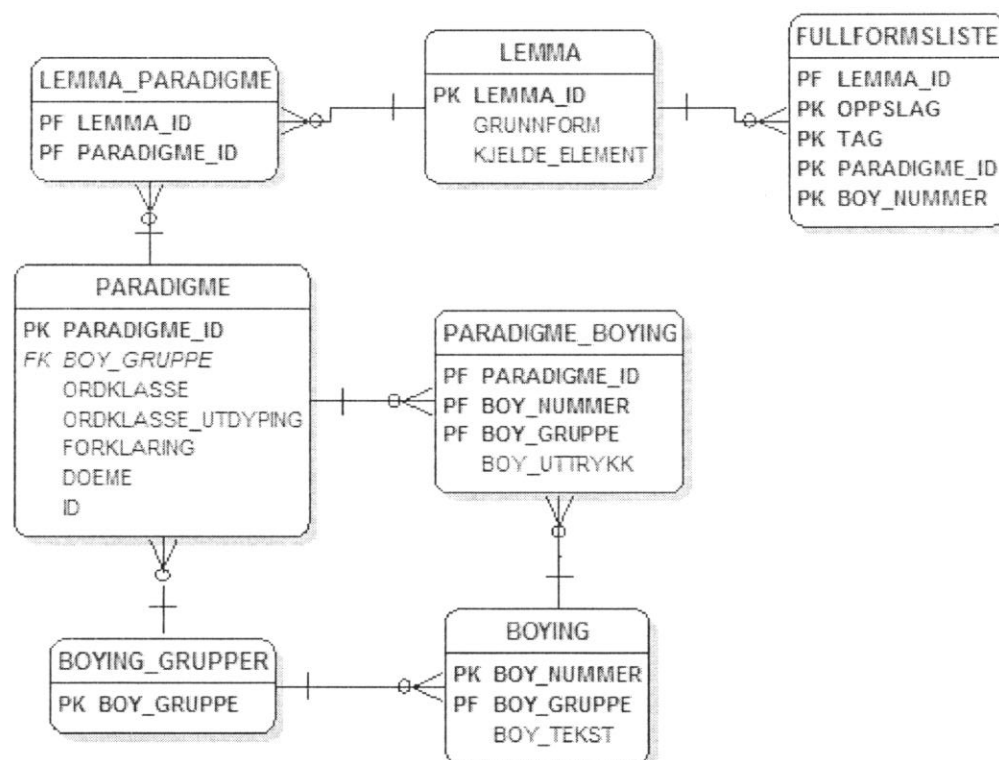 LEMMA_PARADIGME
PF LEMMA_ID
PF PARADIGME_ID
LEMMA
PK LEMMA_ID
GRUNNFORM
KJELDE_ELEMENT
FULLFORMSLISTE
PF LEMMA_ID
PK OPPSLAG
PK TAG
PK PARADIGME_ID
PK BOY_NUMMER
PARADIGME
PK PARADIGME_ID
FK BOY_GRUPPE
ORDKLASSE
ORDKLASSE_UTDYPING
FORKLARING
DOEME
ID
PARADIGME_BOYING
PF PARADIGME_ID
PF BOY_NUMMER
PF BOY_GRUPPE
BOY_UTTRYKK
BOYING_GRUPPER
PK BOY_GRUPPE
BOYING
PK BOY_NUMMER
PF BOY_GRUPPE
BOY_TEKST